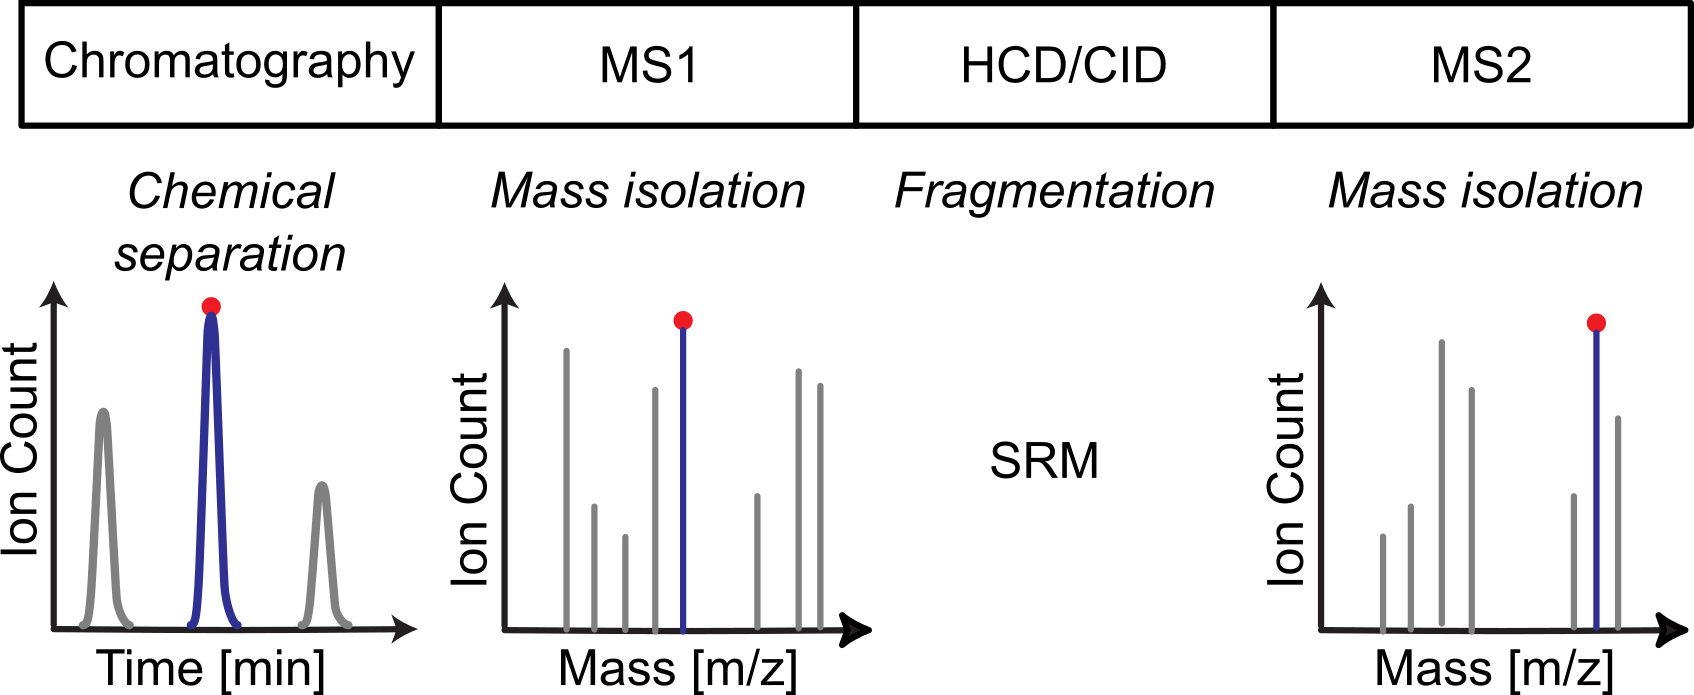 Chromatography
MS1
HCD/CID
MS2
Chemical
separation
Mass isolation
Fragmentation
Mass isolation
Ion Count
Time [min]
Ion Count
Mass [m/z]
SRM
Ion Count
Mass [m/z]